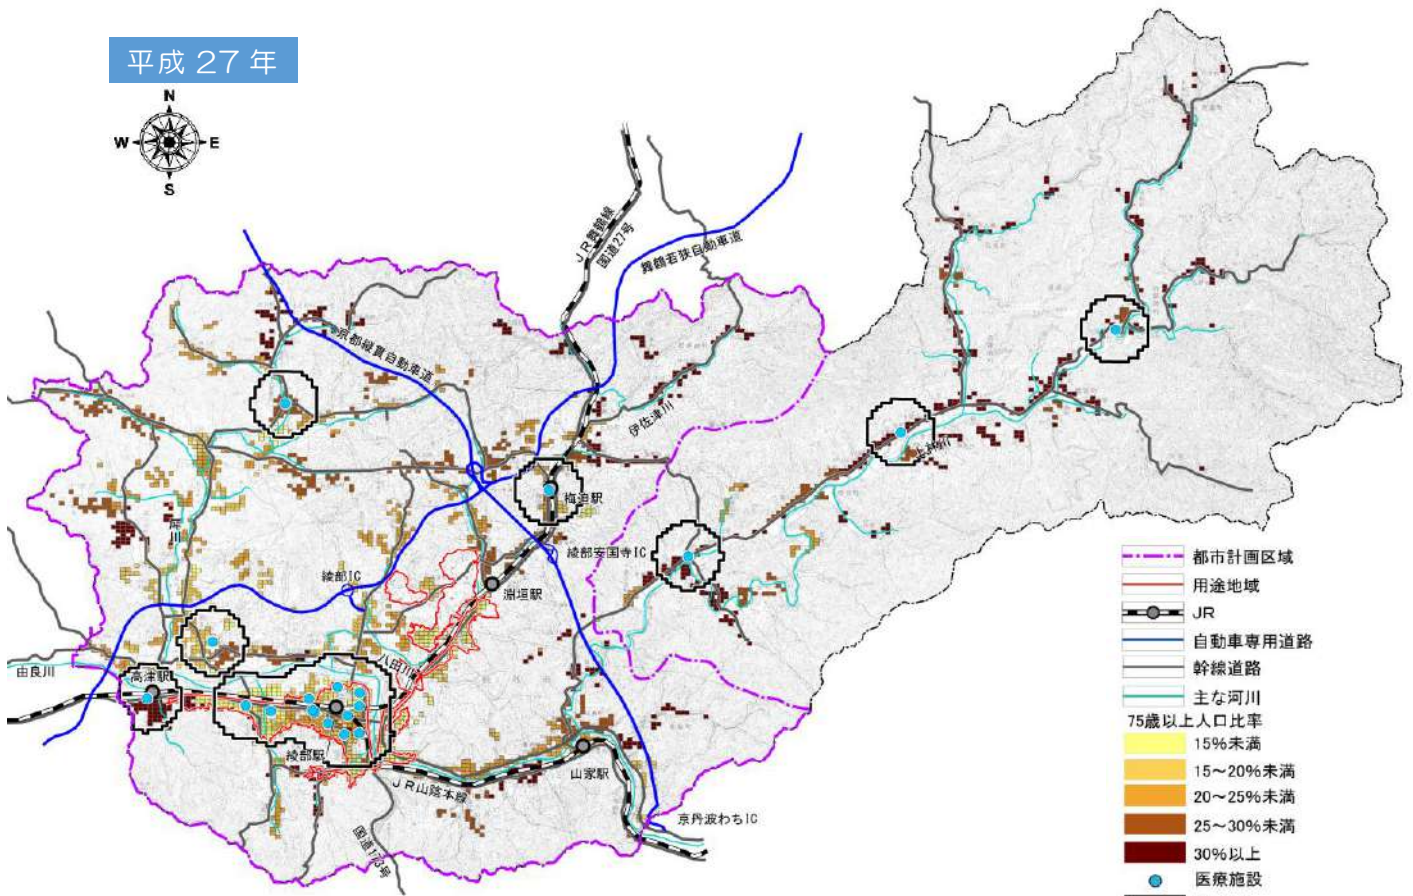 平成 27 年
N
W
E
S
JR舞鶴線
国道27号
舞鶴若狭自動車道
京都縦貫自動車道
伊佐津川
上林川
梅迫駅
犀川
綾部安国寺IC
綾部IC
淵垣駅
八田川
由良川
高津駅
綾部駅
山家駅
JR山陰本線
京丹波わちIC
国道173号
都市計画区域
用途地域
JR
自動車専用道路
幹線道路
主な河川
75歳以上人口比率
15%未満
15～20%未満
20～25%未満
25～30%未満
30%以上
医療施設